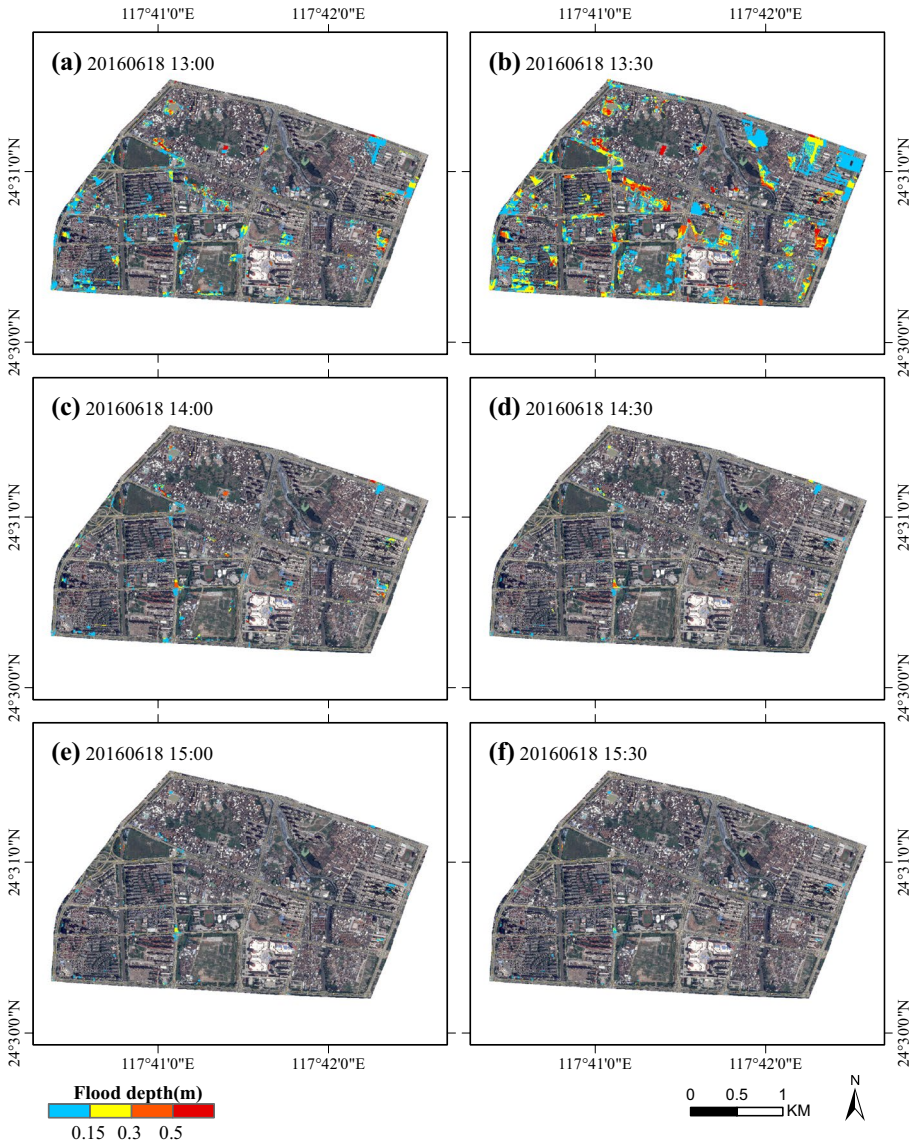 117°41'0"E 117°42'0"E 117°41'0"E 117°42'0"E
(a) 20160618 13:00
(b) 20160618 13:30
24°31'0"N
24°31'0"N
24°30'0"N
24°30'0"N
(c) 20160618 14:00
(d) 20160618 14:30
24°31'0"N
24°31'0"N
24°30'0"N
24°30'0"N
(e) 20160618 15:00
(f) 20160618 15:30
24°31'0"N
24°31'0"N
24°30'0"N
24°30'0"N
117°41'0"E 117°42'0"E 117°41'0"E 117°42'0"E
Flood depth(m)
0.15 0.3 0.5
0 0.5 1
KM
N